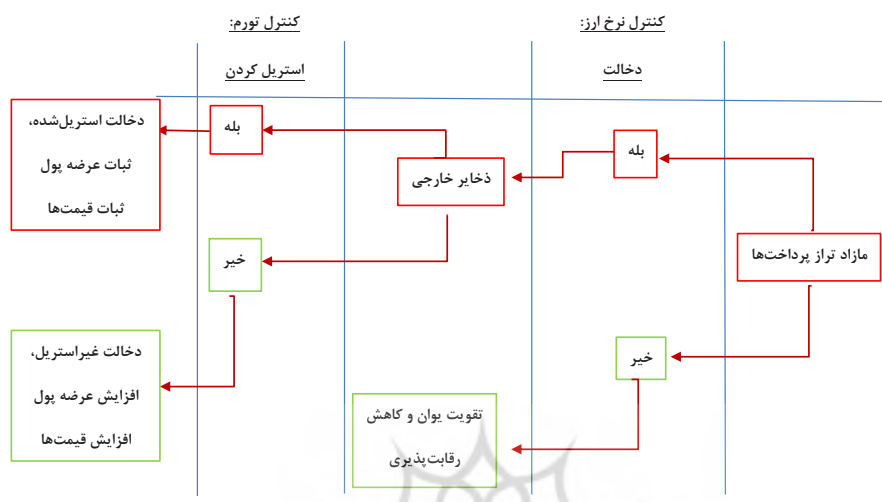 کنترل نرخ ارز:
کنترل تورم:
دخالت
استریل کردن
مازاد تراز پرداخت‌ها
بله
خیر
ذخایر خارجی
تقویت یوان و کاهش
رقابت‌پذیری
بله
خیر
دخالت استریل‌شده،
ثبات عرضه پول
ثبات قیمت‌ها
دخالت غیراستریل،
افزایش عرضه پول
افزایش قیمت‌ها